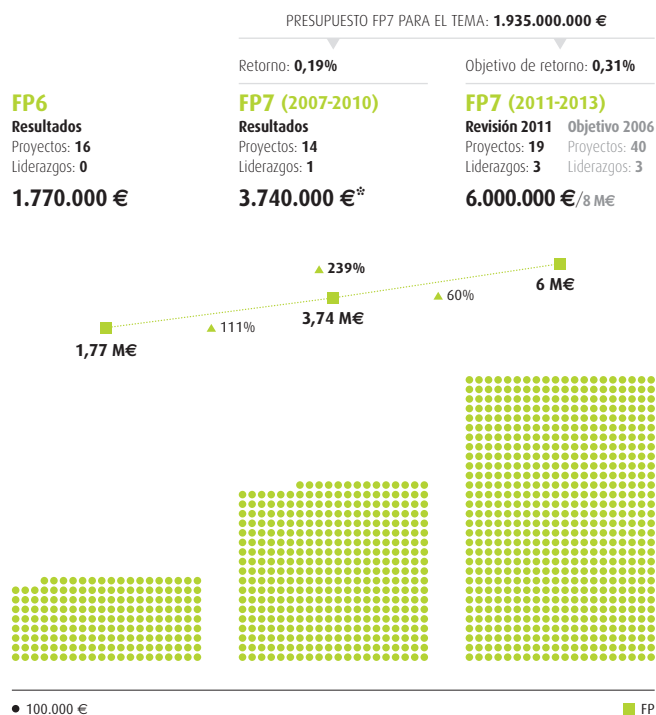 PRESUPUESTO FP7 PARA EL TEMA: 1.935.000.000 €
Retorno: 0,19%
Objetivo de retorno: 0,31%
FP6
Resultados
Proyectos: 16
Liderazgos: 0
1.770.000 €
FP7 (2007-2010)
Resultados
Proyectos: 14
Liderazgos: 1
3.740.000 €*
FP7 (2011-2013)
Revisión 2011 Objetivo 2006
Proyectos: 19 Proyectos: 40
Liderazgos: 3 Liderazgos: 3
6.000.000 €/8 M€
239%
6 M€
60%
3,74 M€
111%
1,77 M€
100.000 €
FP